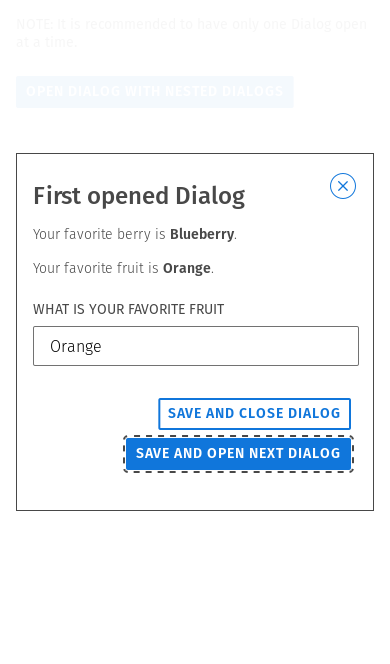 NOTE: It is recommended to have only one Dialog open
at a time.
OPEN DIALOG WITH NESTED DIALOGS
First opened Dialog
Your favorite berry is Blueberry.
Your favorite fruit is Orange.
WHAT IS YOUR FAVORITE FRUIT
Orange
SAVE AND CLOSE DIALOG
SAVE AND OPEN NEXT DIALOG